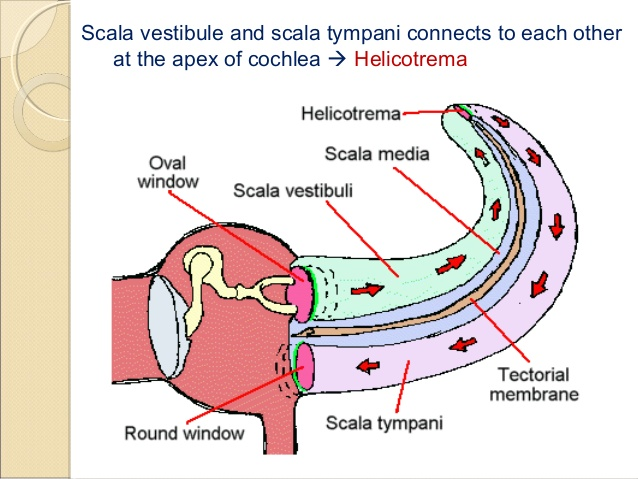 Scala vestibule and scala tympani connects to each other
at the apex of cochlea → Helicotrema
Helicotrema
Scala media
Oval
window
Scala vestibuli
Tectorial
membrane
Scala tympani
Round window